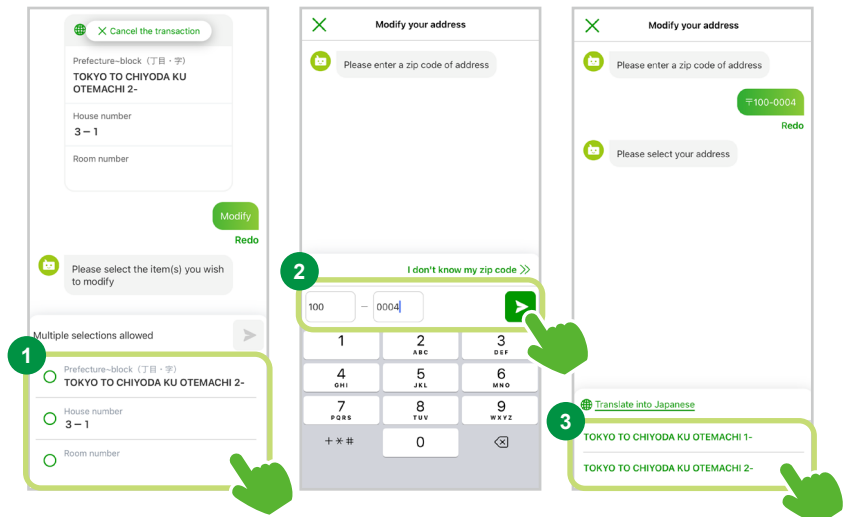 Cancel the transaction
Prefecture~block（丁目・字）
TOKYO TO CHIYODA KU
OTEMACHI 2-
House number
3－1
Room number
Modify
Redo
Please select the item(s) you wish
to modify
Multiple selections allowed
1
Prefecture~block（丁目・字）
TOKYO TO CHIYODA KU OTEMACHI 2-
House number
3－1
Room number
Modify your address
Please enter a zip code of address
2
I don't know my zip code
100 － 0004
1 2 3
ABC DEF
4 5 6
GHI JKL MNO
7 8 9
PQRS TUV WXYZ
+*# 0
Modify your address
Please enter a zip code of address
〒100-0004
Redo
Please select your address
Translate into Japanese
3
TOKYO TO CHIYODA KU OTEMACHI 1-
TOKYO TO CHIYODA KU OTEMACHI 2-